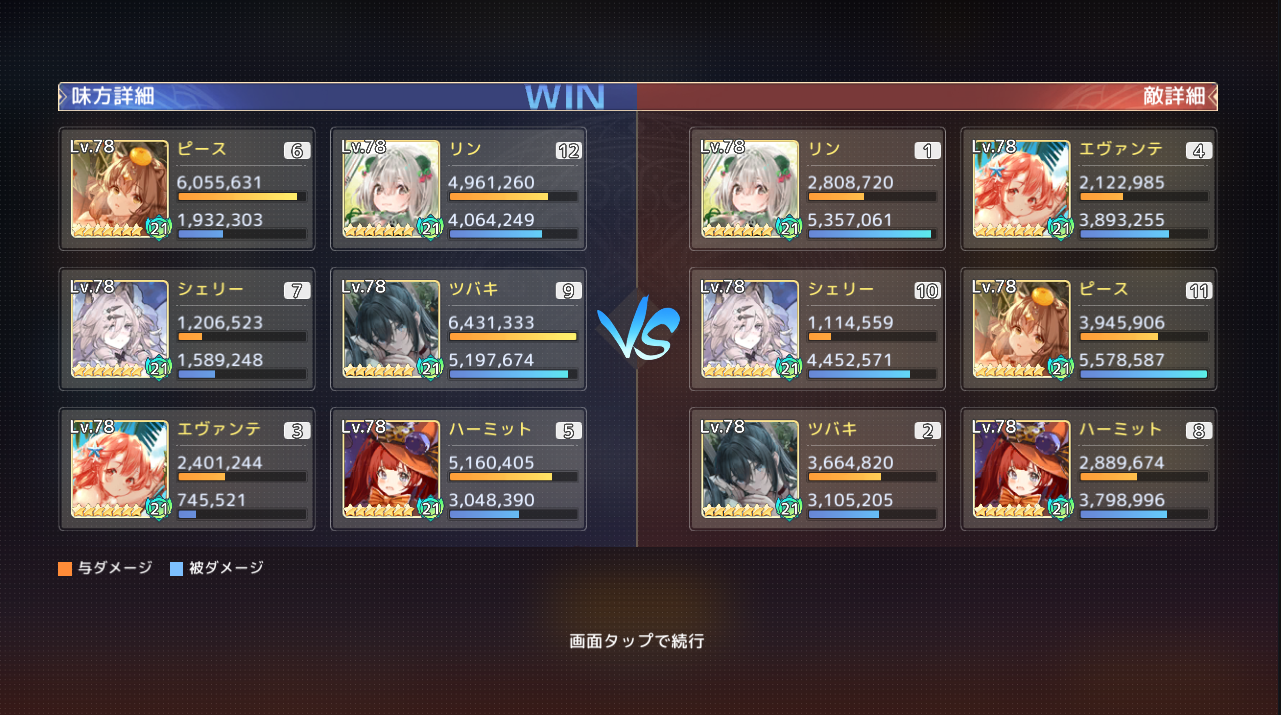 味方詳細
WIN
敵詳細
Lv.78
ピース
6
6,055,631
1,932,303
21
Lv.78
リン
12
4,961,260
4,064,249
21
Lv.78
リン
1
2,808,720
5,357,061
21
Lv.78
エヴァンテ
4
2,122,985
3,893,255
21
Lv.78
シェリー
7
1,206,523
1,589,248
21
Lv.78
ツバキ
9
6,431,333
5,197,674
21
VS
Lv.78
シェリー
10
1,114,559
4,452,571
21
Lv.78
ピース
11
3,945,906
5,578,587
21
Lv.78
エヴァンテ
3
2,401,244
745,521
21
Lv.78
ハーミット
5
5,160,405
3,048,390
21
Lv.78
ツバキ
2
3,664,820
3,105,205
21
Lv.78
ハーミット
8
2,889,674
3,798,996
21
与ダメージ
被ダメージ
画面タップで続行